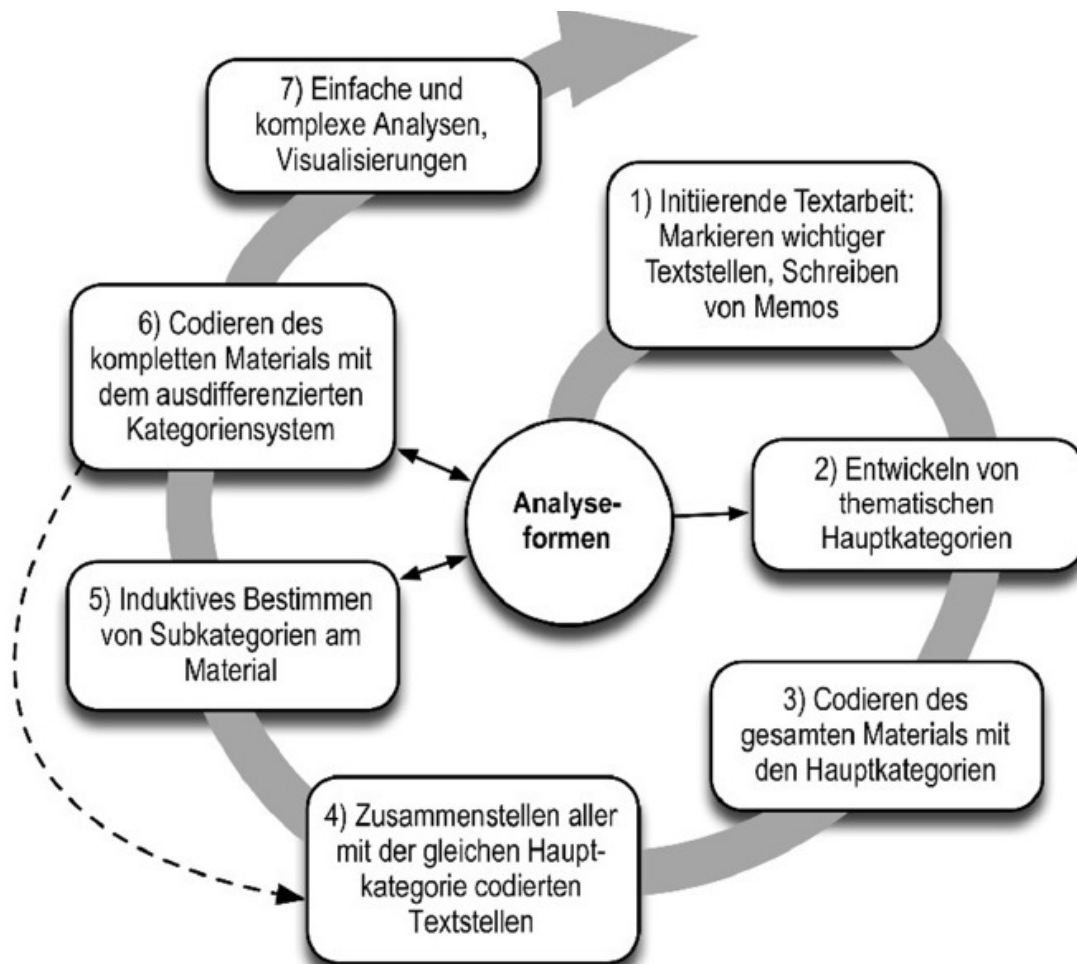 7) Einfache und
komplexe Analysen,
Visualisierungen
1) Initiierende Textarbeit:
Markieren wichtiger
Textstellen, Schreiben
von Memos
6) Codieren des
kompletten Materials mit
dem ausdifferenzierten
Kategoriensystem
Analyse-
formen
2) Entwickeln von
thematischen
Hauptkategorien
5) Induktives Bestimmen
von Subkategorien am
Material
3) Codieren des
gesamten Materials mit
den Hauptkategorien
4) Zusammenstellen aller
mit der gleichen Haupt-
kategorie codierten
Textstellen